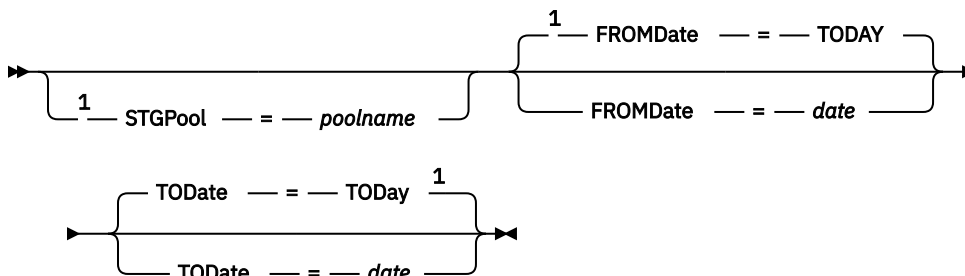 1 FROMDate = TODAY
1 STGPool = poolname FROMDate = date
TODate = TODay 1
TODate = date